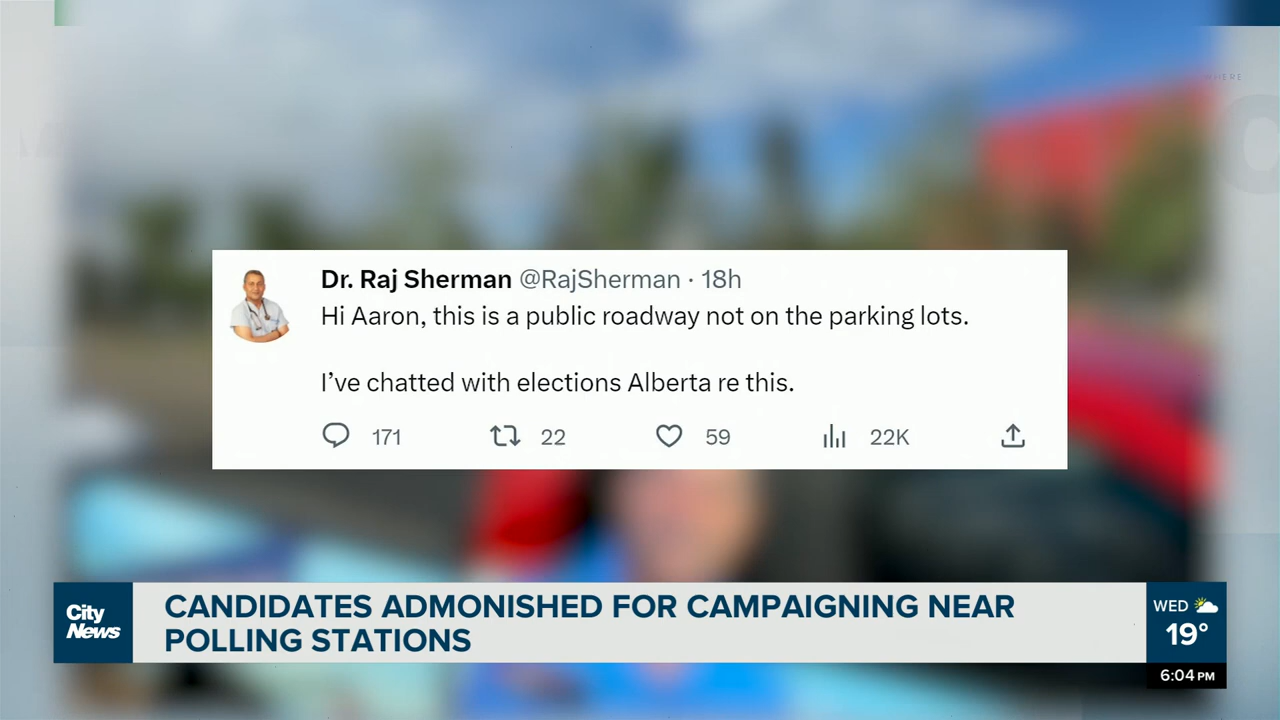 Dr. Raj Sherman @RajSherman · 18h
Hi Aaron, this is a public roadway not on the parking lots.
I’ve chatted with elections Alberta re this.
171 22 59 22K
City
News
CANDIDATES ADMONISHED FOR CAMPAIGNING NEAR
POLLING STATIONS
WED
19°
6:04 PM